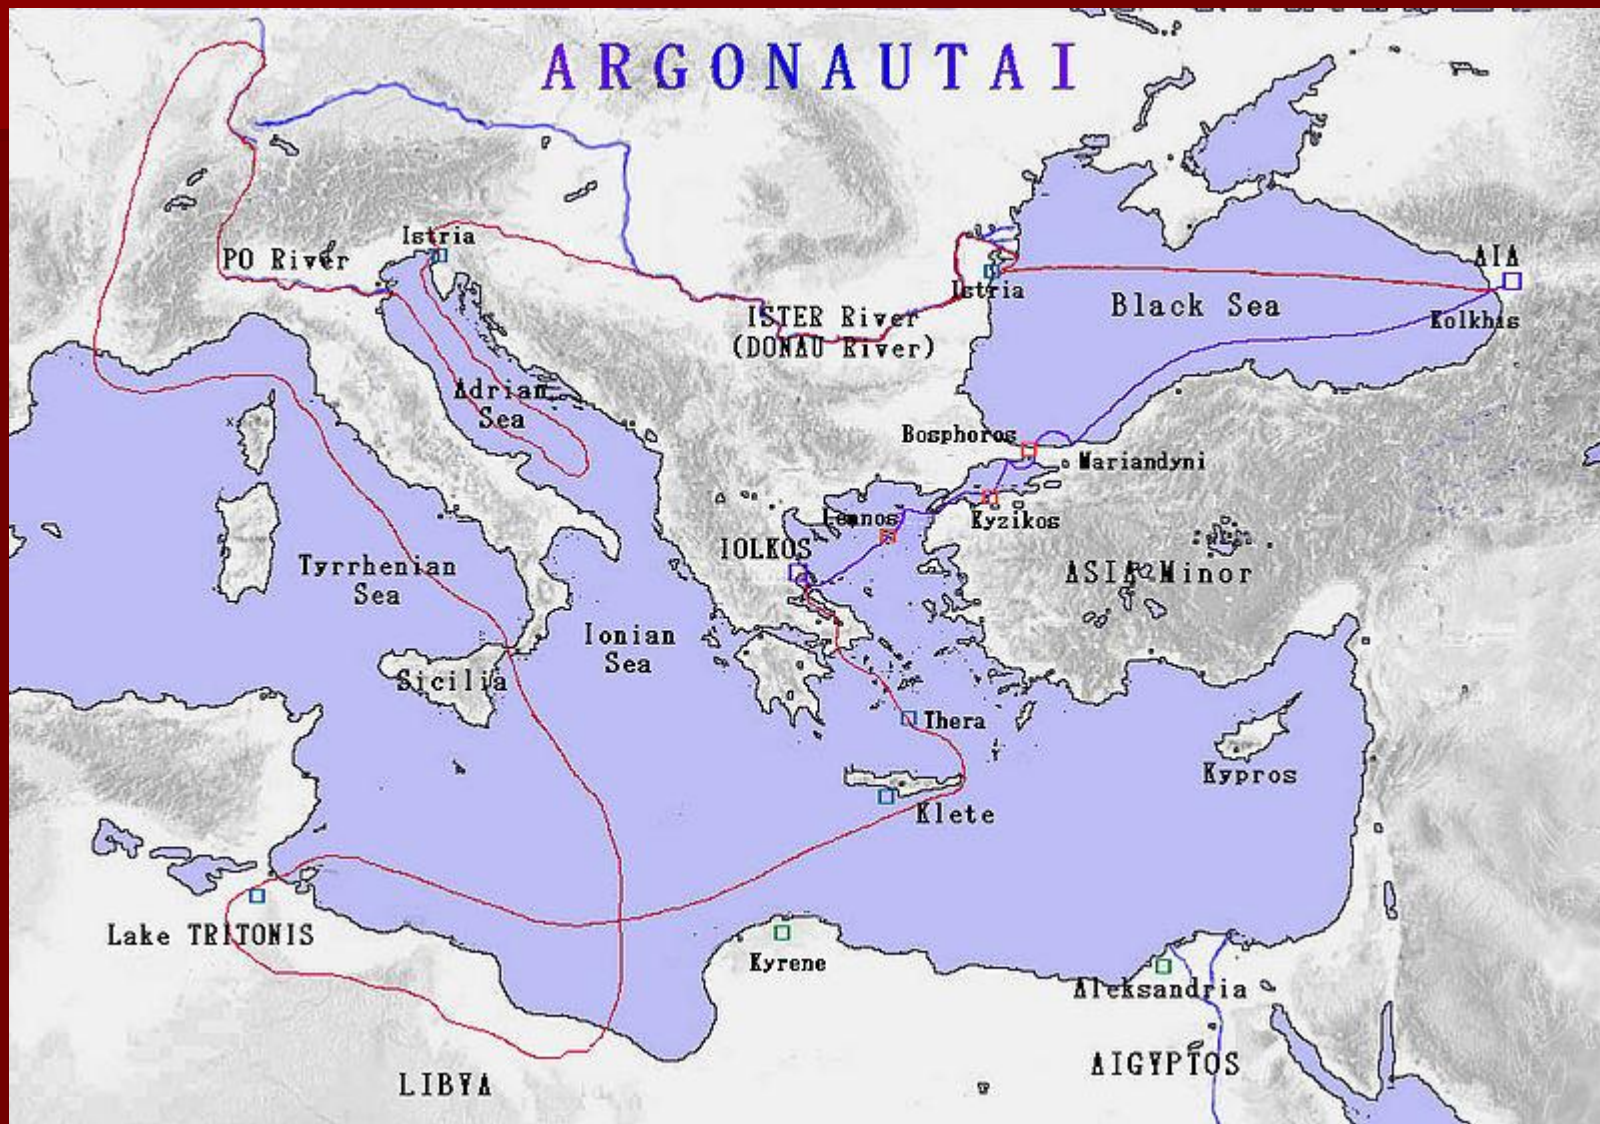 ARGONAUTAI
Istria
PO River
AIA
Istria
Black Sea
Kolkhis
ISTER River
(DONAU River)
Adrian
Sea
Bosphoros
Mariandyni
Lemnos
Kyzikos
IOLKOS
Tyrrhenian
Sea
ASIA Minor
Ionian
Sea
Sicilia
Thera
Kypros
Klete
Lake TRITONIS
Kyrene
Aleksandria
AIGYPTOS
LIBYA